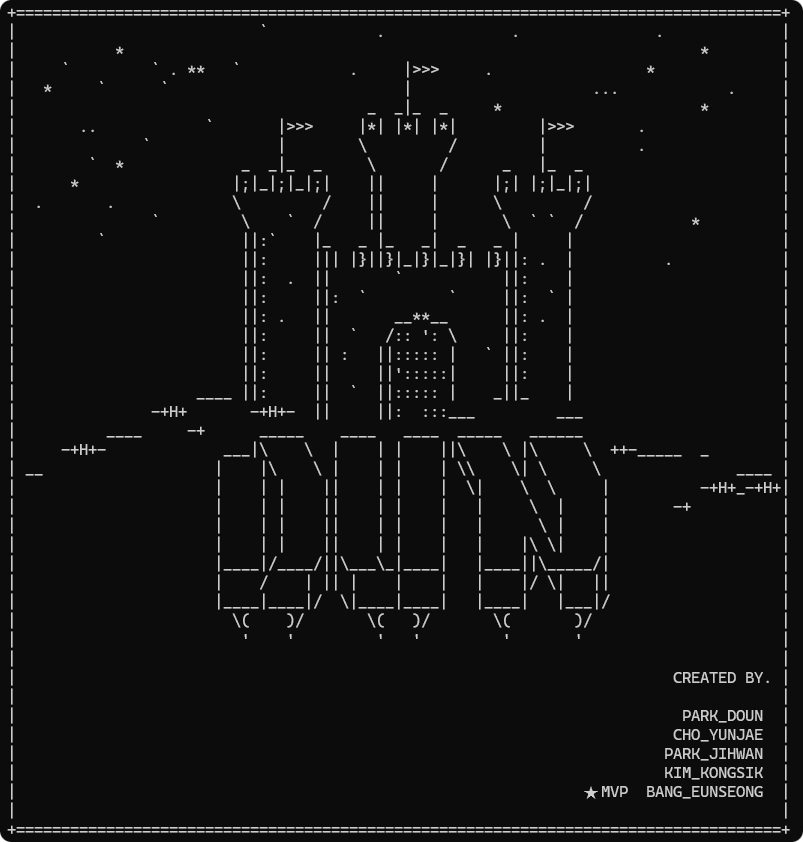 DUN
CREATED BY.
PARK_DOUN
CHO_YUNJAE
PARK_JIHWAN
KIM_KONGSIK
★MVP BANG_EUNSEONG